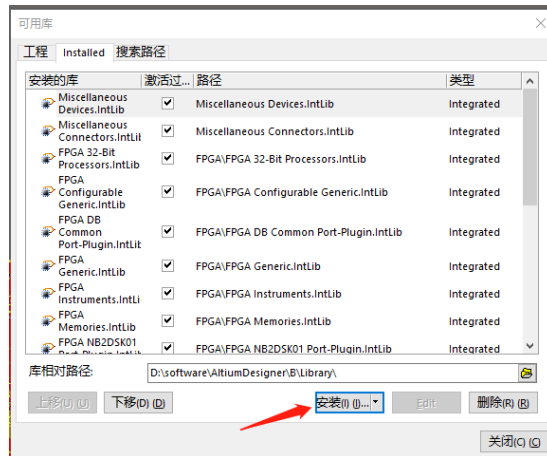 可用库
工程 Installed 搜索路径
安装的库 激活过... 路径 类型
Miscellaneous
Devices.IntLib Miscellaneous Devices.IntLib Integrated
Miscellaneous
Connectors.IntLit Miscellaneous Connectors.IntLib Integrated
FPGA 32-Bit
Processors.IntLib FPGA\FPGA 32-Bit Processors.IntLib Integrated
FPGA
Configurable FPGA\FPGA Configurable Generic.IntLib Integrated
Generic.IntLib
FPGA DB
Common FPGA\FPGA DB Common Port-Plugin.IntLib Integrated
Port-Plugin.IntLit
FPGA
Generic.IntLib FPGA\FPGA Generic.IntLib Integrated
FPGA
Instruments.IntLi FPGA\FPGA Instruments.IntLib Integrated
FPGA
Memories.IntLib FPGA\FPGA Memories.IntLib Integrated
FPGA NB2DSK01 FPGA\FPGA NB2DSK01 Port-Plugin.IntLib Integrated
库相对路径: D:\software\AltiumDesigner\B\Library\
上移(U) (U) 下移(D) (D) 安装(I) (I)... Edit 删除(R) (R)
关闭(C) (C)